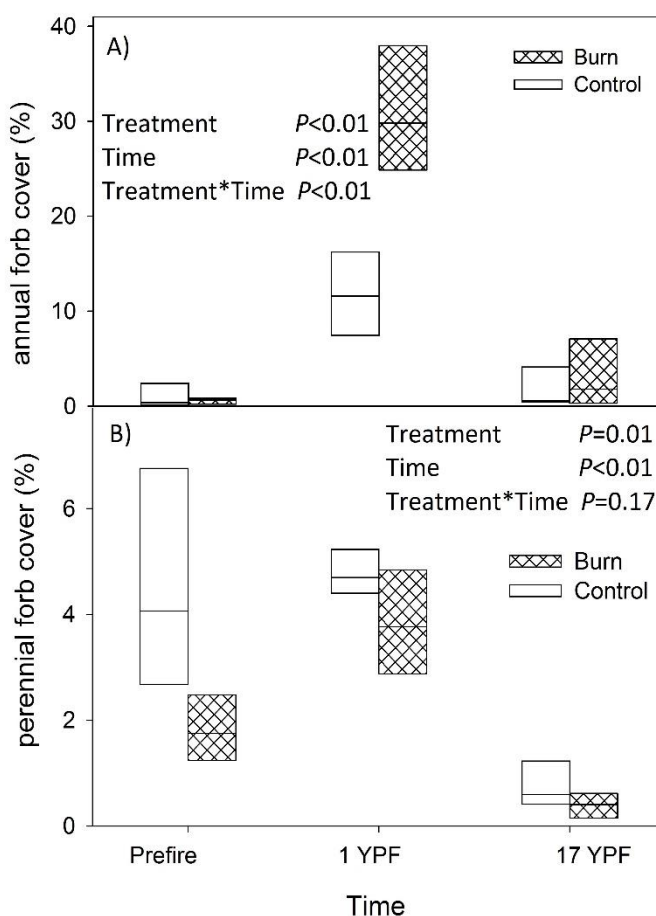 A)
Burn
Control
Treatment P<0.01
Time P<0.01
Treatment*Time P<0.01
annual forb cover (%)
40
30
20
10
0
B)
Treatment P=0.01
Time P<0.01
Treatment*Time P=0.17
Burn
Control
perennial forb cover (%)
6
4
2
0
Prefire 1 YPF 17 YPF
Time